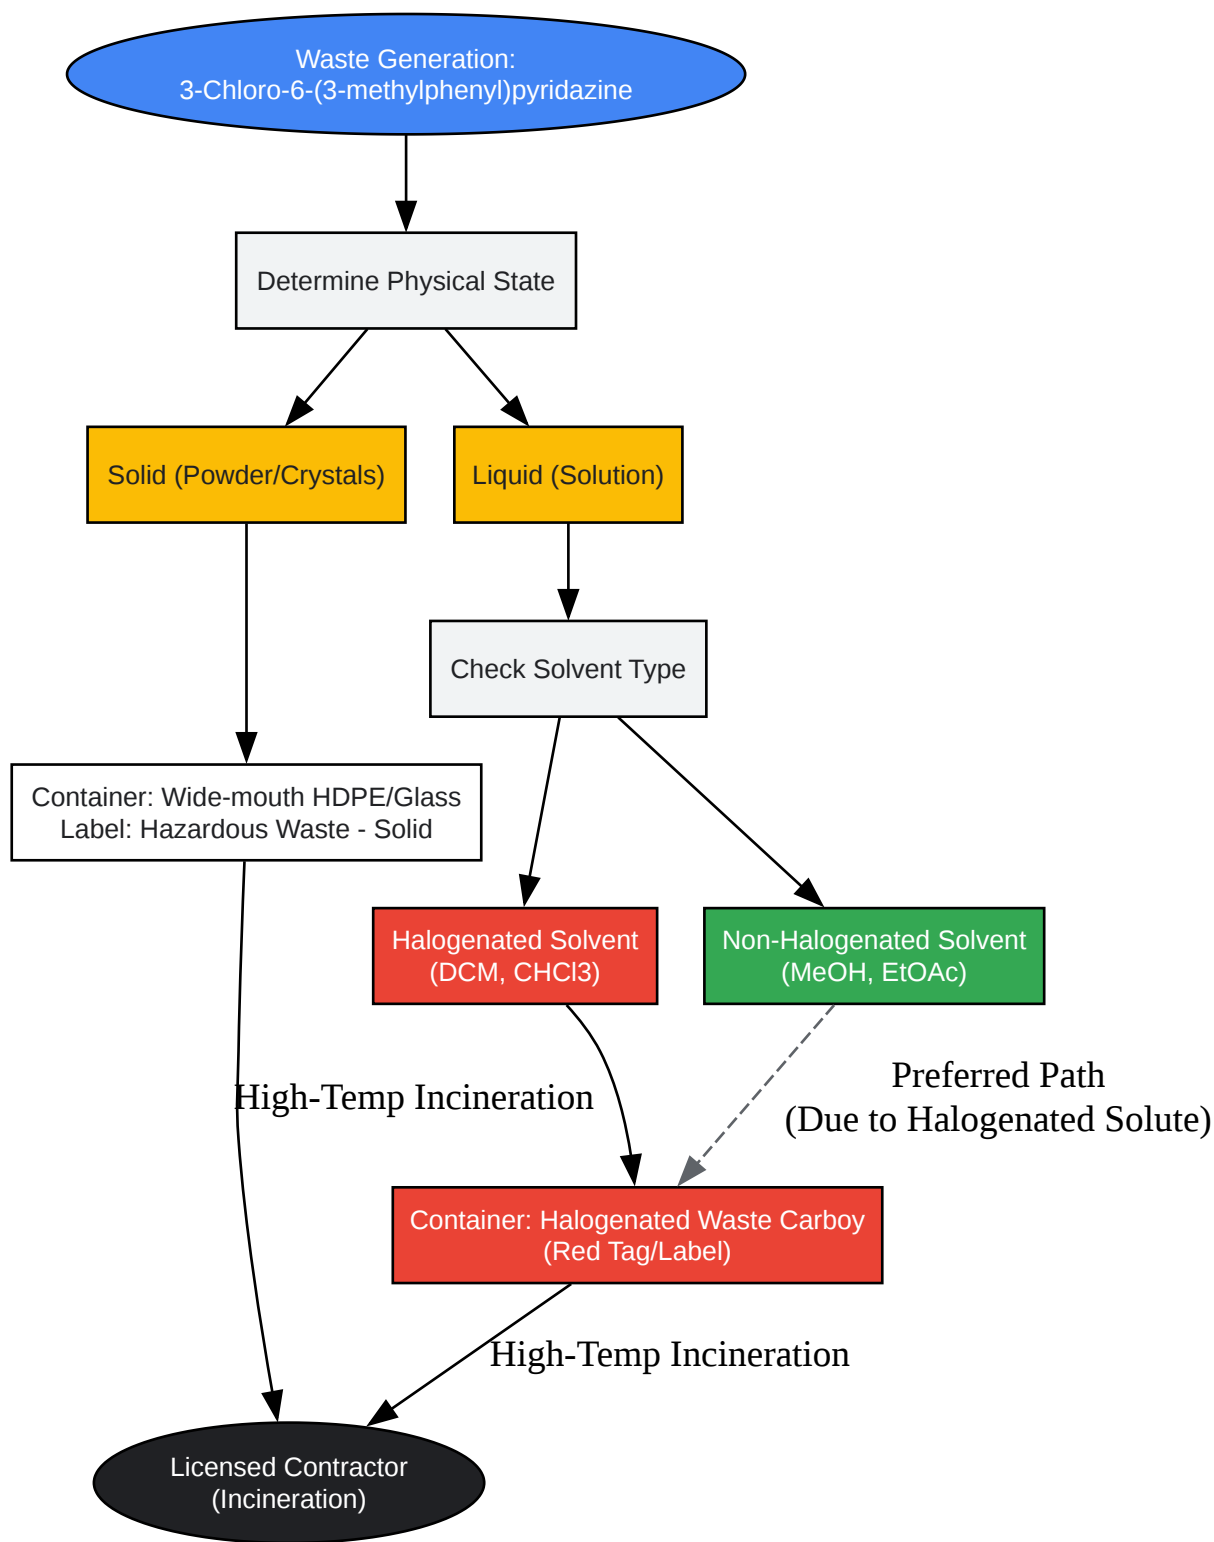 Waste Generation:
3-Chloro-6-(3-methylphenyl)pyridazine
Determine Physical State
Solid (Powder/Crystals)
Liquid (Solution)
Check Solvent Type
Container: Wide-mouth HDPE/Glass
Label: Hazardous Waste - Solid
Halogenated Solvent
(DCM, CHCl3)
Non-Halogenated Solvent
(MeOH, EtOAc)
High-Temp Incineration
Preferred Path
(Due to Halogenated Solute)
Container: Halogenated Waste Carboy
(Red Tag/Label)
High-Temp Incineration
Licensed Contractor
(Incineration)